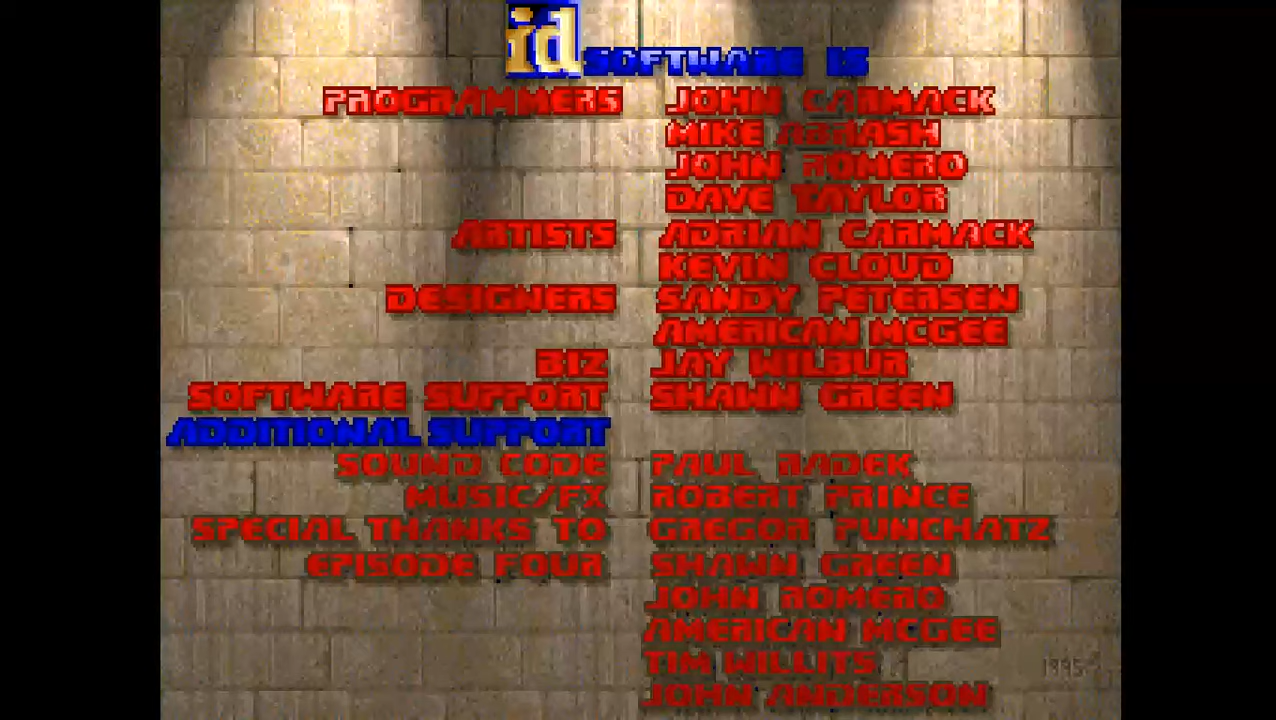 id SOFTWARE IS
PROGRAMMERS JOHN CARMACK
MIKE ABRASH
JOHN ROMERO
DAVE TAYLOR
ARTISTS ADRIAN CARMACK
KEVIN CLOUD
DESIGNERS SANDY PETERSEN
AMERICAN MCGEE
BIZ JAY WILBUR
SOFTWARE SUPPORT SHAWN GREEN
ADDITIONAL SUPPORT
SOUND CODE PAUL RADEK
MUSIC/FX ROBERT PRINCE
SPECIAL THANKS TO GREGOR PUNCHATZ
EPISODE FOUR SHAWN GREEN
JOHN ROMERO
AMERICAN MCGEE
TIM WILLITS
JOHN ANDERSON
1995